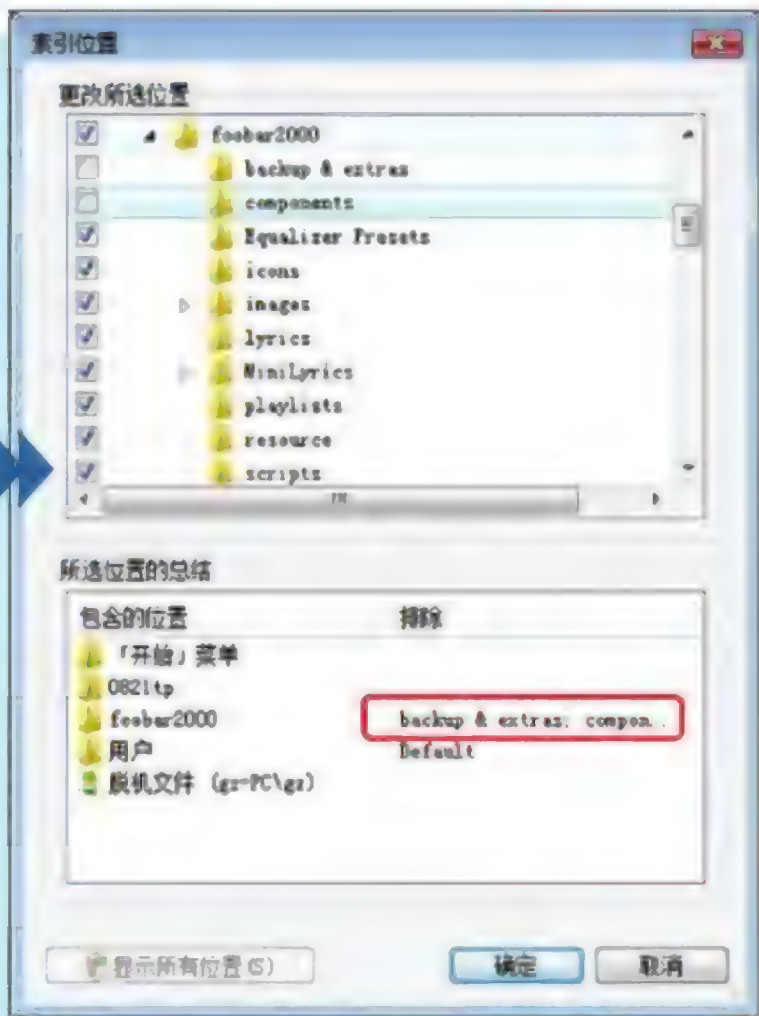 索引位置
更改所选位置
foobar2000
backup & extras
components
Equalizer Presets
icons
images
lyrics
MiniLyrics
playlists
resource
scripts
所选位置的总结
包含的位置 排除
「开始」菜单
0821tp
foobar2000 backup & extras; compon..
用户 Default
脱机文件 (gz-PC\gz)
显示所有位置(S) 确定 取消